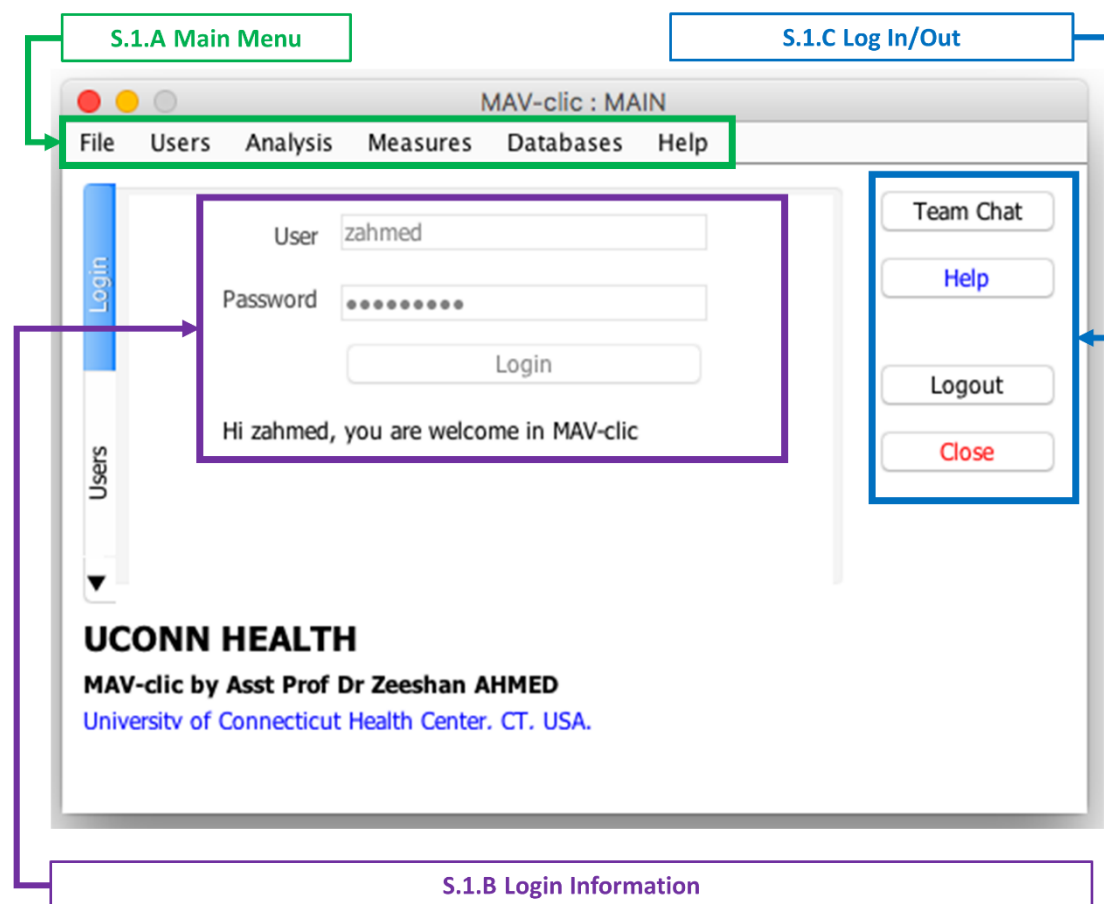 S.1.A Main Menu
S.1.C Log In/Out
MAV-clic : MAIN
File Users Analysis Measures Databases Help
Login
Users
User zahmed
Password •••••••••
Login
Hi zahmed, you are welcome in MAV-clic
Team Chat
Help
Logout
Close
UCONN HEALTH
MAV-clic by Asst Prof Dr Zeeshan AHMED
University of Connecticut Health Center. CT. USA.
S.1.B Login Information